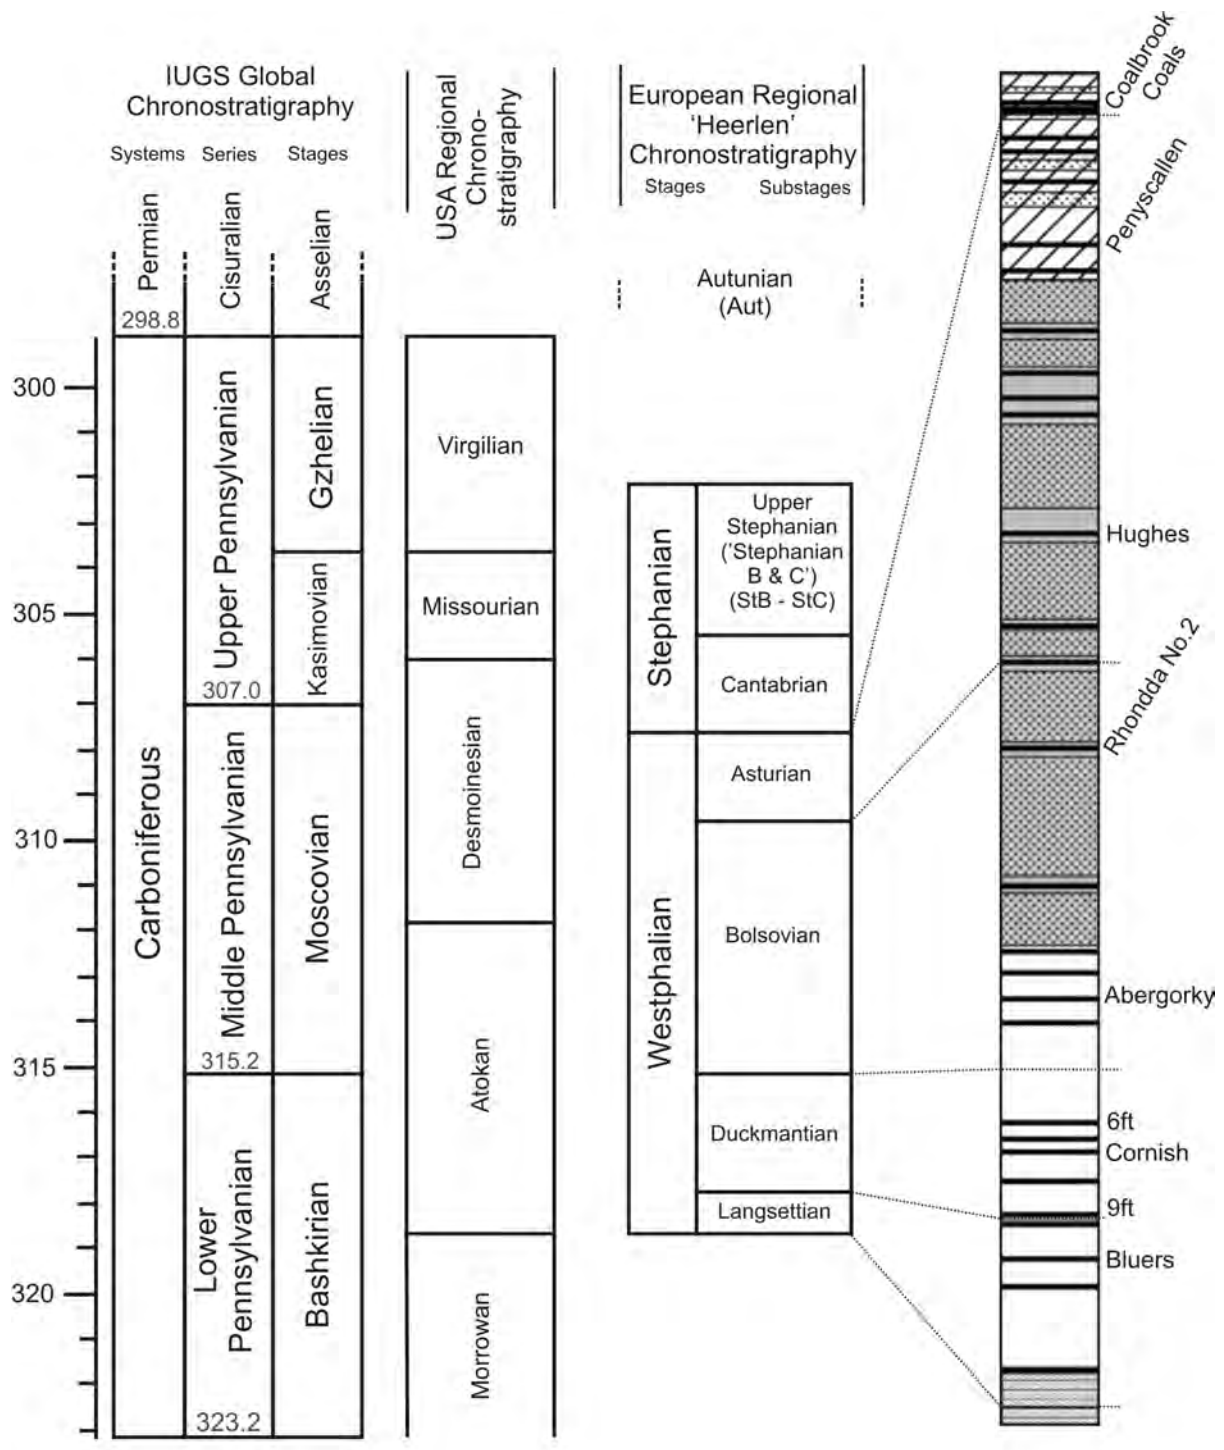 IUGS Global
Chronostratigraphy
Systems
Series
Stages
USA Regional
Chrono-
stratigraphy
European Regional
'Heerlen'
Chronostratigraphy
Stages
Substages
Permian
298.8
Cisuralian
Asselian
Autunian
(Aut)
300
305
310
315
320
Carboniferous
Upper Pennsylvanian
307.0
Middle Pennsylvanian
315.2
Lower
Pennsylvanian
323.2
Gzhelian
Kasimovian
Moscovian
Bashkirian
Virgilian
Missourian
Desmoinesian
Atokan
Morrowan
Stephanian
Westphalian
Upper
Stephanian
('Stephanian
B & C')
(StB - StC)
Cantabrian
Asturian
Bolsovian
Duckmantian
Langsettian
Coalbrook
Coals
Penyscallen
Hughes
Rhondda No.2
Abergorky
6ft
Cornish
9ft
Bluers